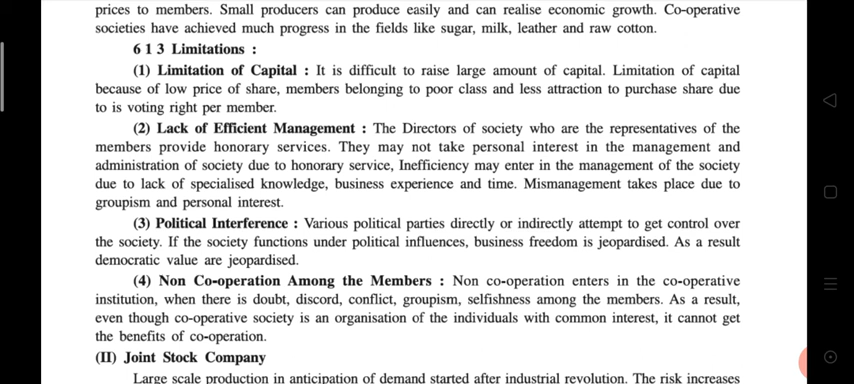 prices to members. Small producers can produce easily and can realise economic growth. Co-operative
societies have achieved much progress in the fields like sugar, milk, leather and raw cotton.
6 1 3 Limitations :
(1) Limitation of Capital : It is difficult to raise large amount of capital. Limitation of capital
because of low price of share, members belonging to poor class and less attraction to purchase share due
to is voting right per member.
(2) Lack of Efficient Management : The Directors of society who are the representatives of the
members provide honorary services. They may not take personal interest in the management and
administration of society due to honorary service, Inefficiency may enter in the management of the society
due to lack of specialised knowledge, business experience and time. Mismanagement takes place due to
groupism and personal interest.
(3) Political Interference : Various political parties directly or indirectly attempt to get control over
the society. If the society functions under political influences, business freedom is jeopardised. As a result
democratic value are jeopardised.
(4) Non Co-operation Among the Members : Non co-operation enters in the co-operative
institution, when there is doubt, discord, conflict, groupism, selfishness among the members. As a result,
even though co-operative society is an organisation of the individuals with common interest, it cannot get
the benefits of co-operation.
(II) Joint Stock Company
Large scale production in anticipation of demand started after industrial revolution. The risk increases